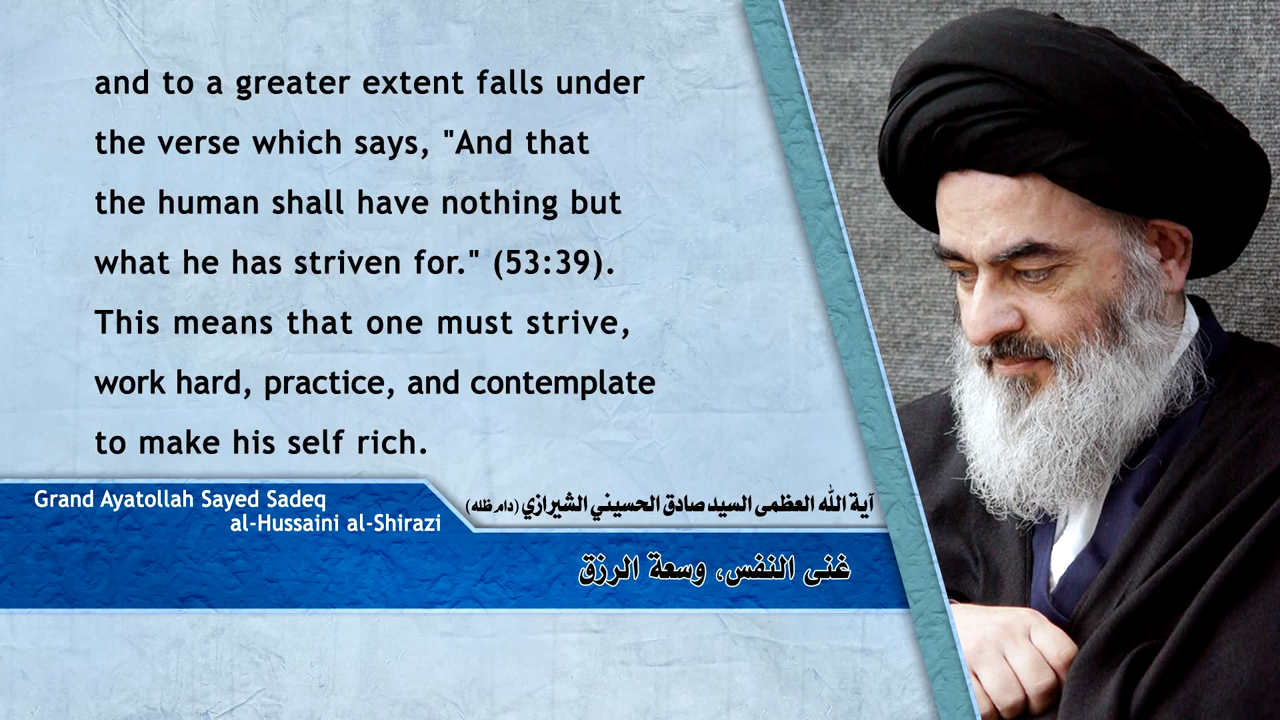 and to a greater extent falls under
the verse which says, "And that
the human shall have nothing but
what he has striven for." (53:39).
This means that one must strive,
work hard, practice, and contemplate
to make his self rich.
Grand Ayatollah Sayed Sadeq
al-Hussaini al-Shirazi
آية الله العظمى السيد صادق الحسيني الشيرازي (دام ظله)
غنى النفس، وسعة الرزق